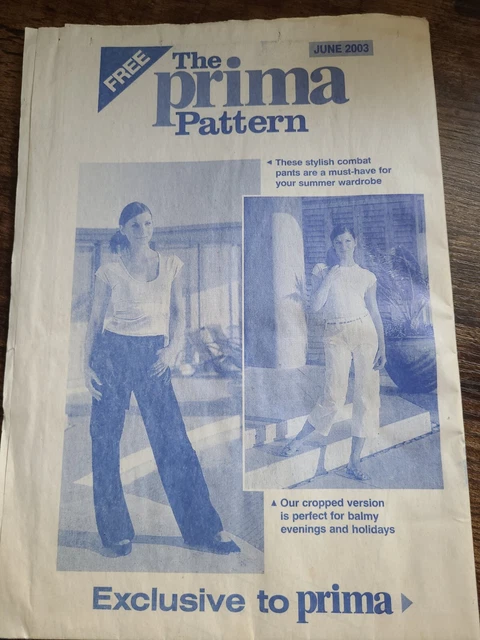 FREE
The
prima
Pattern
JUNE 2003
◄ These stylish combat
pants are a must-have for
your summer wardrobe
▲ Our cropped version
is perfect for balmy
evenings and holidays
Exclusive to prima ►